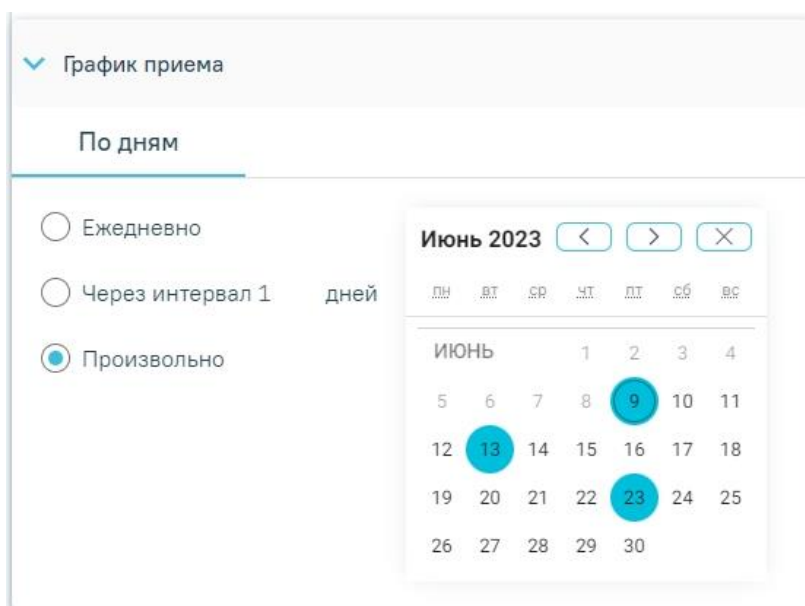 График приема
По дням
Ежедневно
Через интервал 1 дней
Произвольно
Июнь 2023
пн вт ср чт пт сб вс
ИЮНЬ 1 2 3 4
5 6 7 8 9 10 11
12 13 14 15 16 17 18
19 20 21 22 23 24 25
26 27 28 29 30